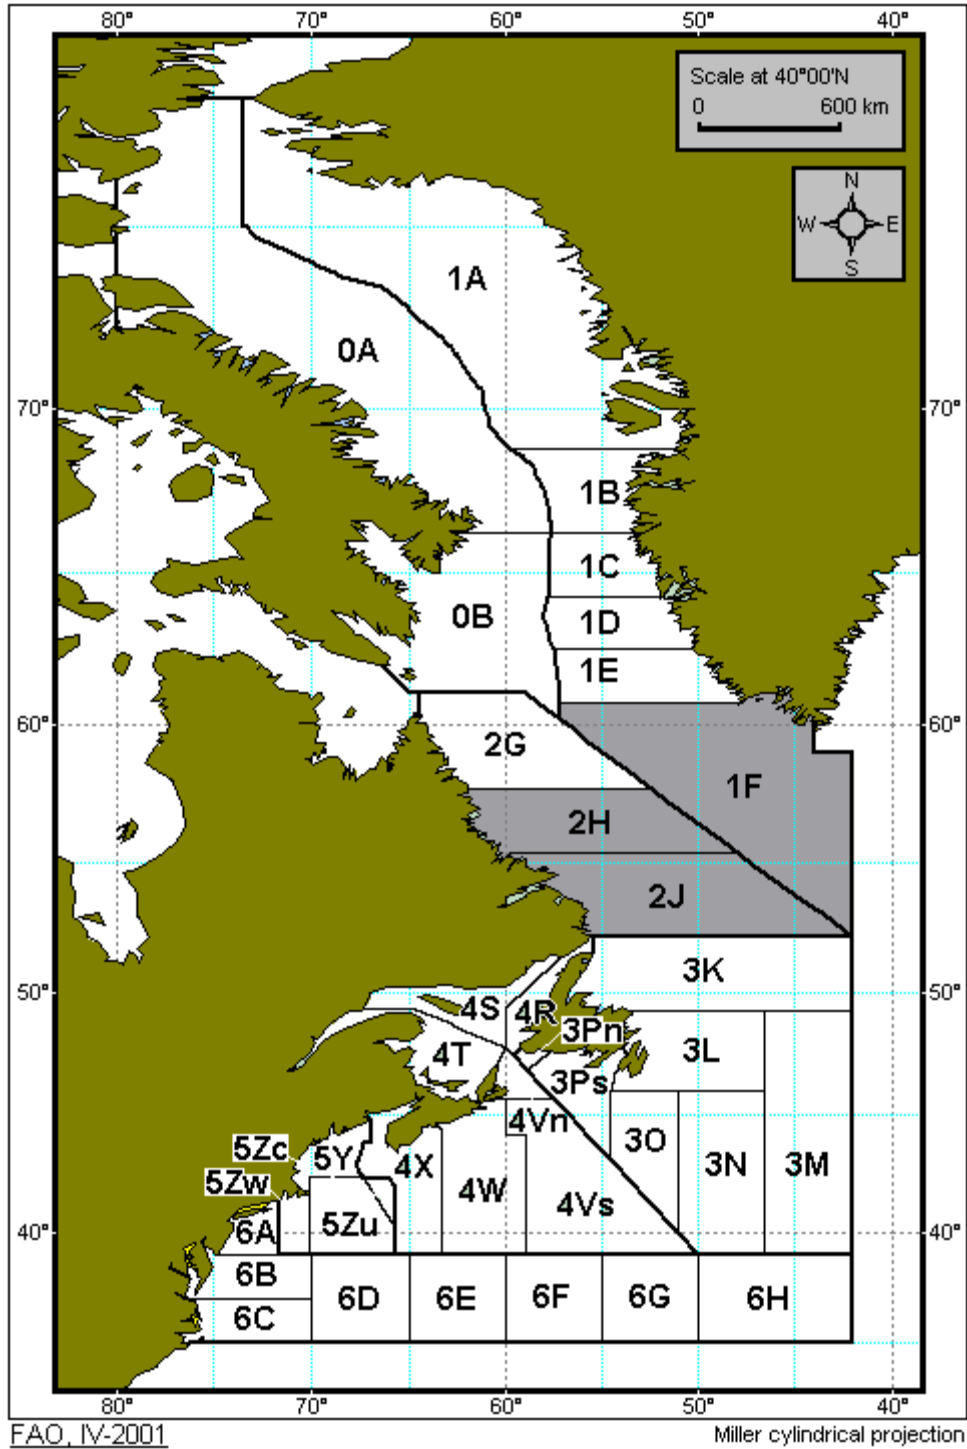 80° 70° 60° 50° 40°
Scale at 40°00'N
0 600 km
N
W E
S
1A
0A
70° 70°
1B
1C
0B 1D
1E
60° 60°
2G
1F
2H
2J
3K
50° 50°
4S 4R
3Pn
4T 3L
3Ps
4Vn
5Zc 5Y 3O
4X 3N 3M
5Zw 4W
4Vs
6A 5Zu
40° 40°
6B
6D 6E 6F 6G 6H
6C
80° 70° 60° 50° 40°
FAO, IV-2001 Miller cylindrical projection